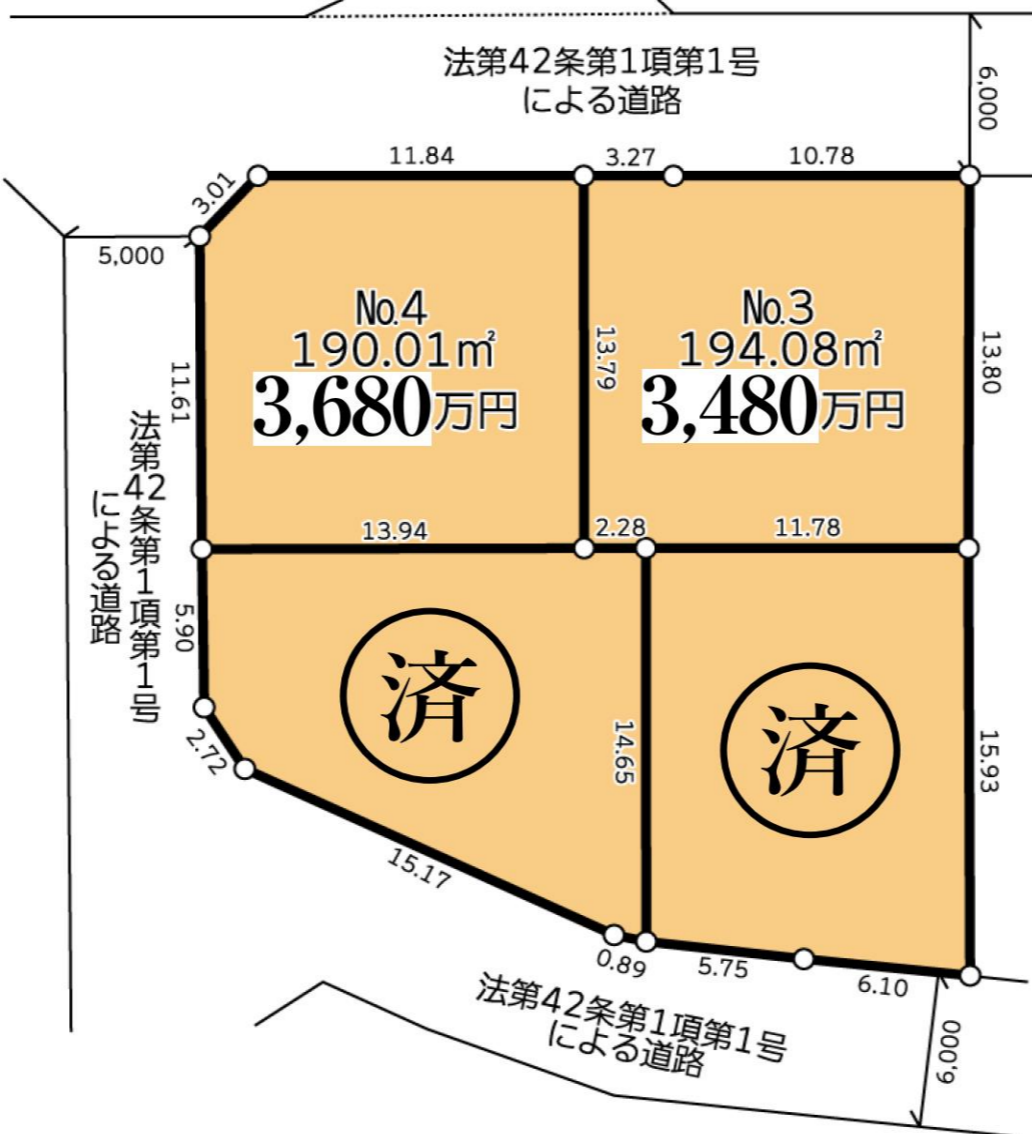 法第42条第1項第1号
による道路
6,000
11.84
3.27
10.78
3.01
5,000
№4
190.01㎡
3,680万円
№3
194.08㎡
3,480万円
13.79
13.80
11.61
法第42条第1項第1号
による道路
13.94
2.28
11.78
5.90
済
済
14.65
15.93
2.72
15.17
0.89
5.75
6.10
法第42条第1項第1号
による道路
6,000